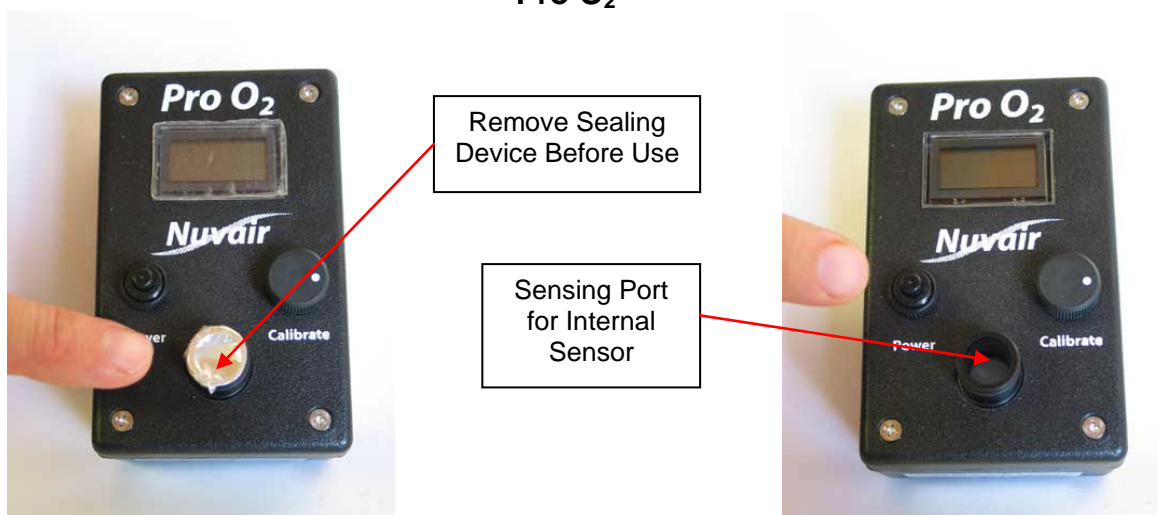 Pro O₂
Pro O₂
Nuvair
wer
Calibrate
Remove Sealing
Device Before Use
Sensing Port
for Internal
Sensor
Pro O₂
Nuvair
Power
Calibrate